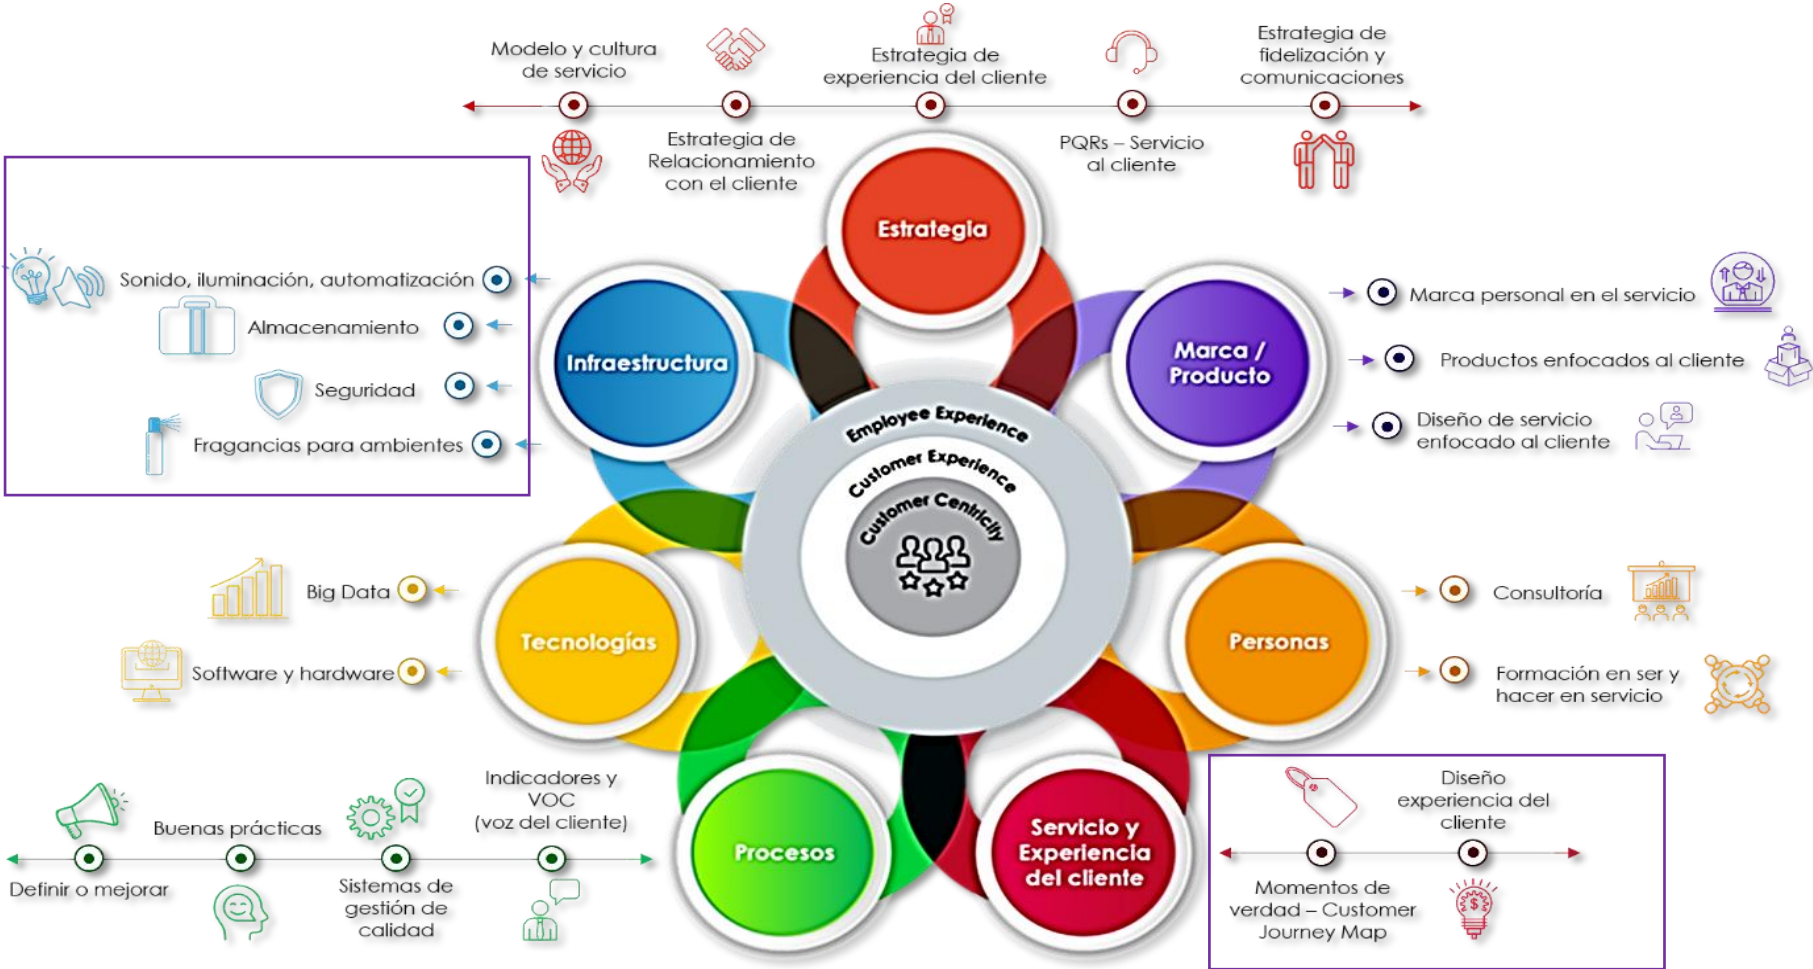 Modelo y cultura
de servicio
Estrategia de
Relacionamiento
con el cliente
Estrategia de
experiencia del cliente
PQRs – Servicio
al cliente
Estrategia de
fidelización y
comunicaciones
Estrategia
Sonido, iluminación, automatización
Almacenamiento
Seguridad
Fragancias para ambientes
Infraestructura
Marca /
Producto
Marca personal en el servicio
Productos enfocados al cliente
Diseño de servicio
enfocado al cliente
Employee Experience
Customer Experience
Customer Centricity
Big Data
Software y hardware
Tecnologías
Personas
Consultoría
Formación en ser y
hacer en servicio
Definir o mejorar
Buenas prácticas
Sistemas de
gestión de
calidad
Indicadores y
VOC
(voz del cliente)
Procesos
Servicio y
Experiencia
del cliente
Momentos de
verdad – Customer
Journey Map
Diseño
experiencia del
cliente